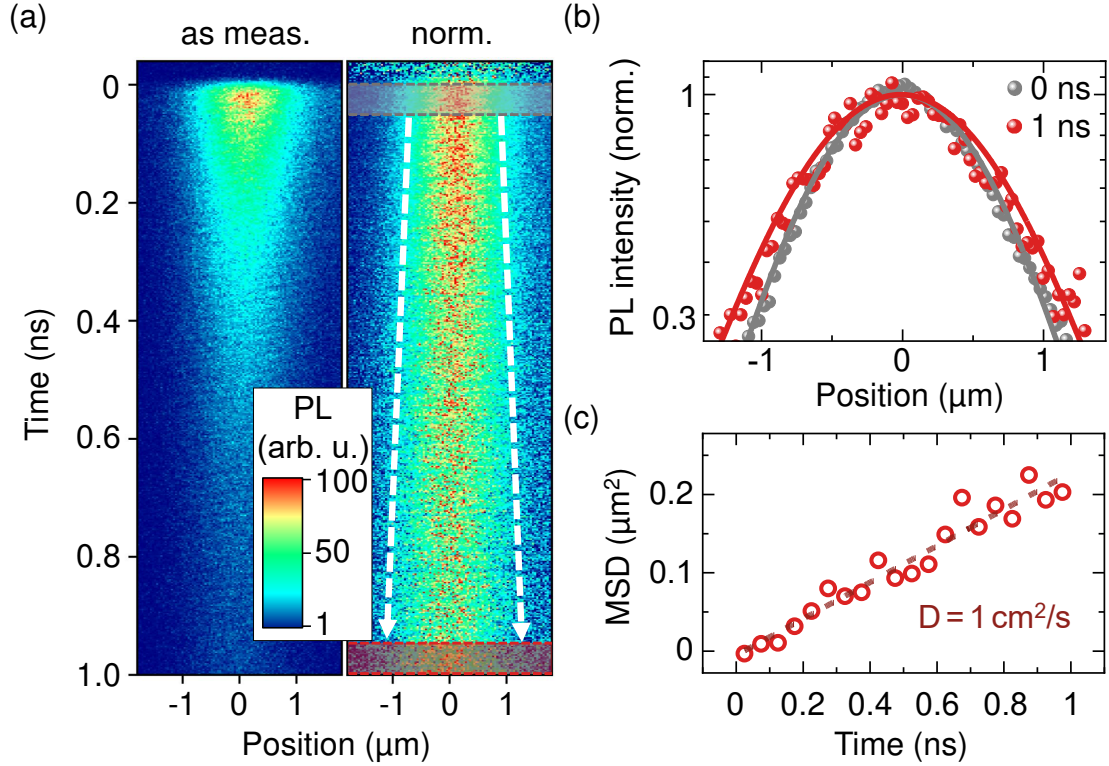 (a)
as meas.
norm.
0
0.2
0.4
0.6
0.8
1.0
Time (ns)
PL
(arb. u.)
100
50
1
-1 0 1
-1 0 1
Position (µm)
(b)
1
0.3
PL intensity (norm.)
0 ns
1 ns
-1 0 1
Position (µm)
(c)
0.2
0.1
0
MSD (µm²)
D = 1 cm²/s
0 0.2 0.4 0.6 0.8 1
Time (ns)